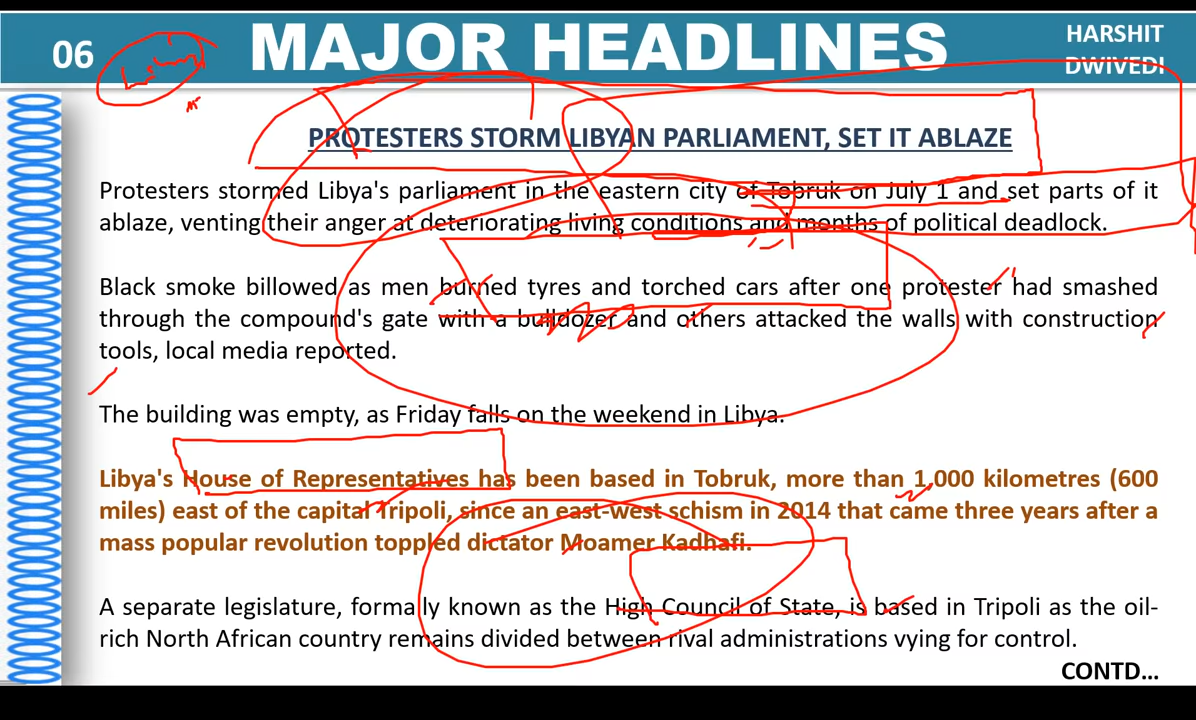 06
MAJOR HEADLINES
HARSHIT
DWIVEDI
PROTESTERS STORM LIBYAN PARLIAMENT, SET IT ABLAZE
Protesters stormed Libya's parliament in the eastern city of Tobruk on July 1 and set parts of it
ablaze, venting their anger at deteriorating living conditions and months of political deadlock.
Black smoke billowed as men burned tyres and torched cars after one protester had smashed
through the compound's gate with a bulldozer and others attacked the walls with construction
tools, local media reported.
The building was empty, as Friday falls on the weekend in Libya.
Libya's House of Representatives has been based in Tobruk, more than 1,000 kilometres (600
miles) east of the capital Tripoli, since an east-west schism in 2014 that came three years after a
mass popular revolution toppled dictator Moamer Kadhafi.
A separate legislature, formally known as the High Council of State, is based in Tripoli as the oil-
rich North African country remains divided between rival administrations vying for control.
CONTD...